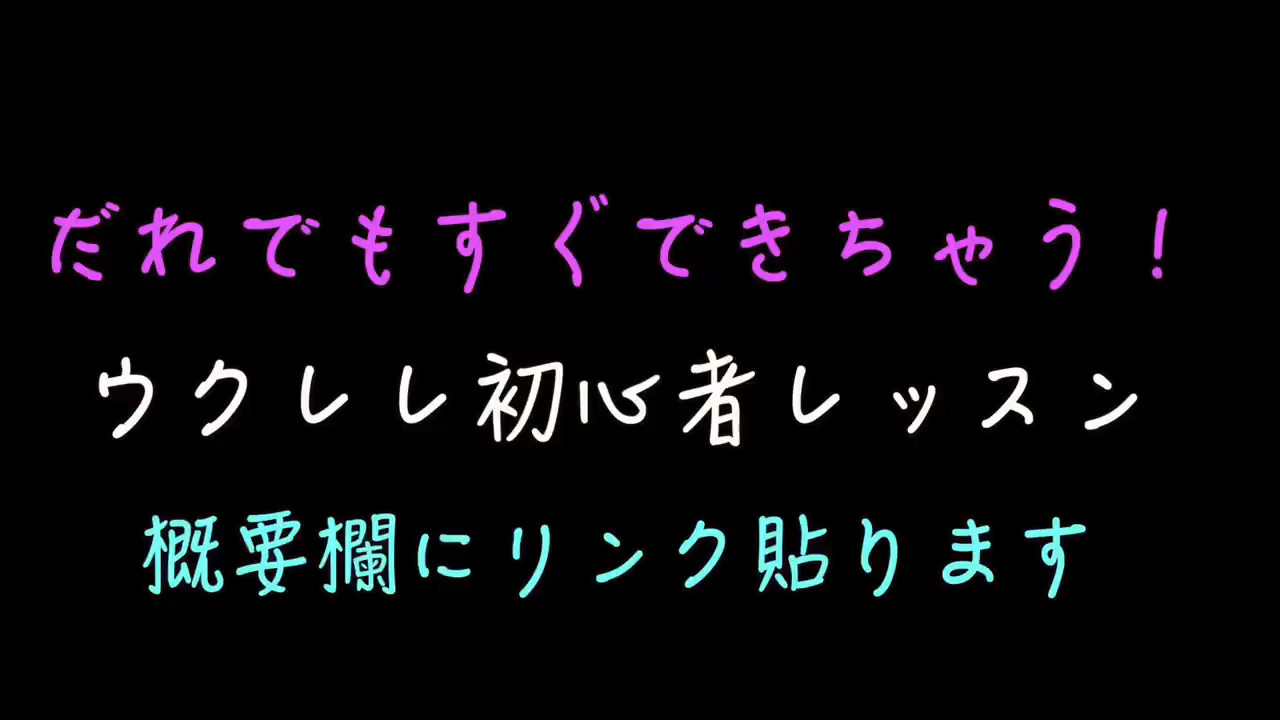 だれでもすぐできちゃう！
ウクレレ初心者レッスン
概要欄にリンク貼ります